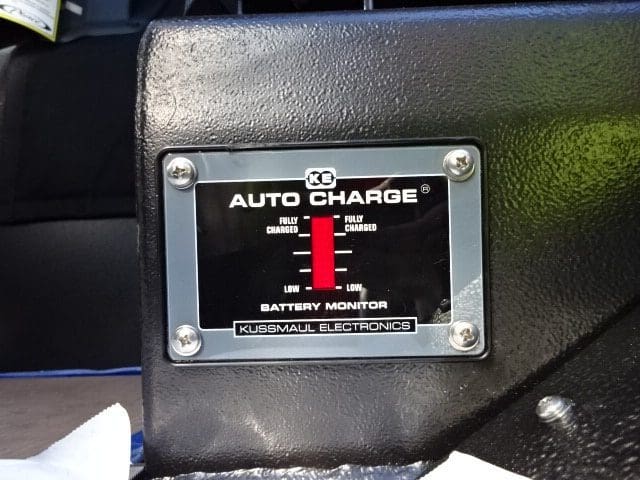 KE
AUTO CHARGE®
FULLY CHARGED
FULLY CHARGED
LOW
LOW
BATTERY MONITOR
KUSSMAUL ELECTRONICS